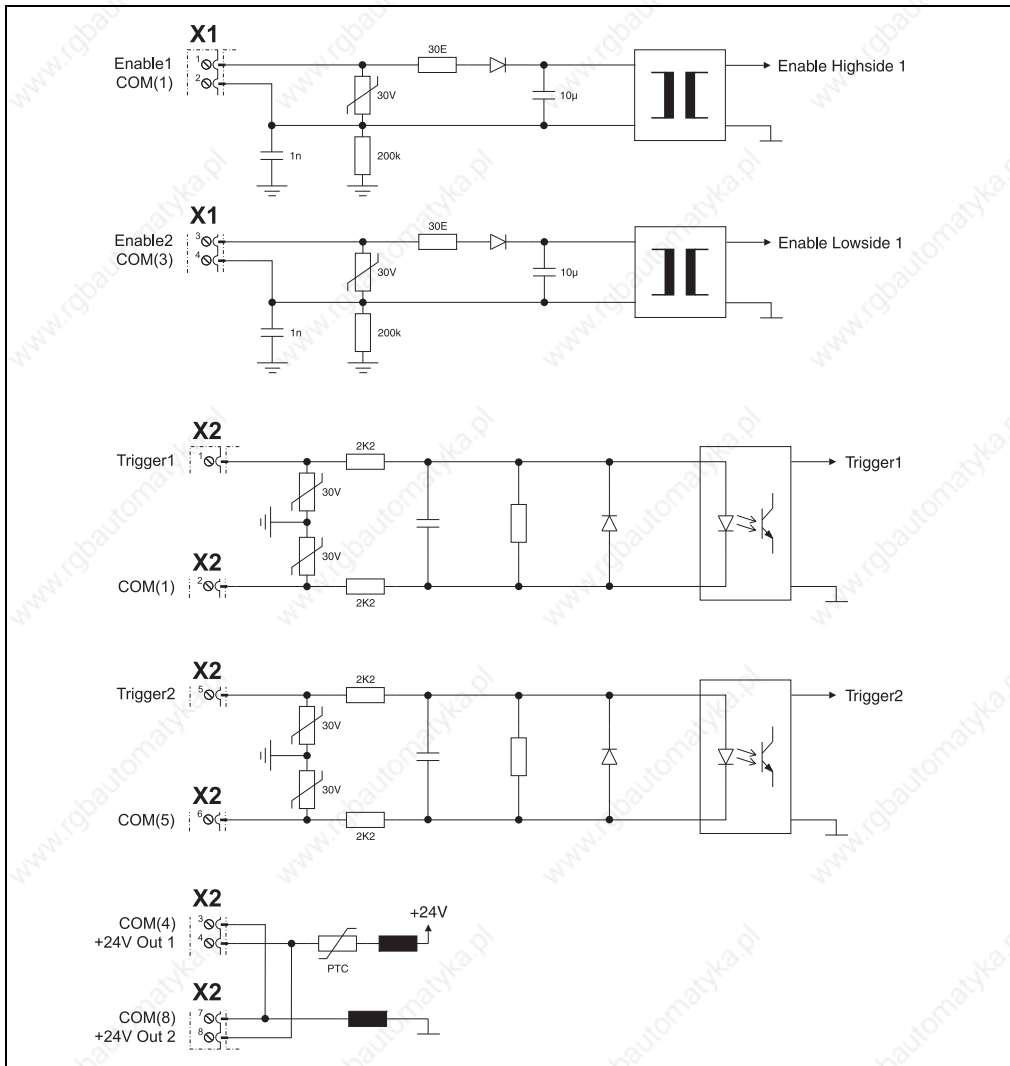 X1
Enable1
COM(1)
1
2
30E
30V
10µ
1n
200k
Enable Highside 1
X1
Enable2
COM(3)
3
4
30E
30V
10µ
1n
200k
Enable Lowside 1
X2
Trigger1
1
2K2
30V
30V
Trigger1
X2
COM(1)
2
2K2
X2
Trigger2
5
2K2
30V
30V
Trigger2
X2
COM(5)
6
2K2
X2
COM(4)
3
+24V Out 1
4
PTC
+24V
X2
COM(8)
7
+24V Out 2
8
www.rgbautomatyka.pl